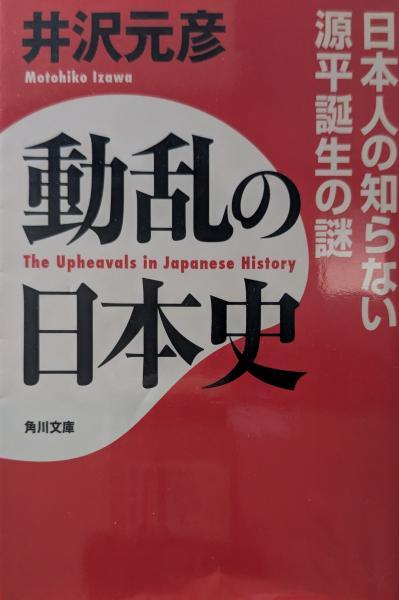 井沢元彦
Motohiko Izawa
日本人の知らない
源平誕生の謎
動乱の
The Upheavals in Japanese History
日本史
角川文庫